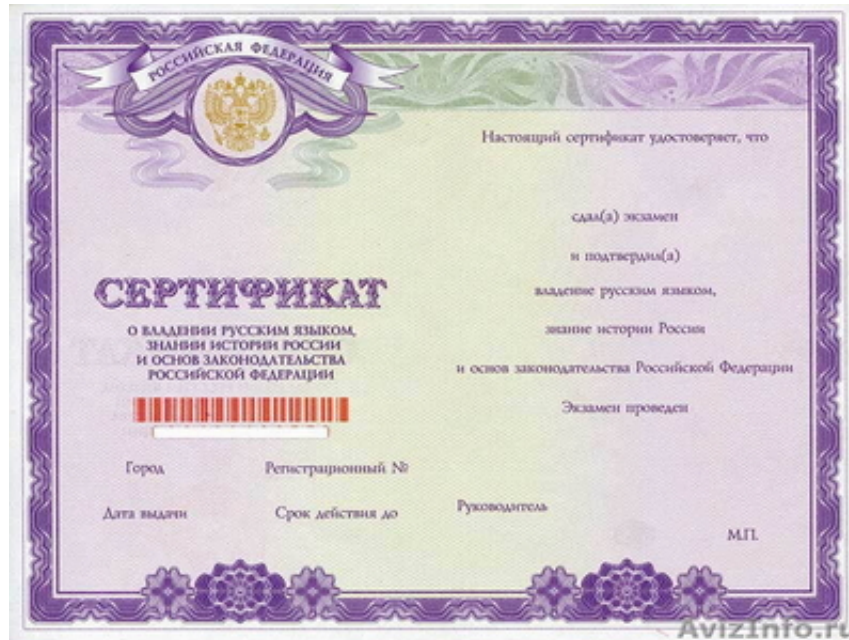 РОССИЙСКАЯ ФЕДЕРАЦИЯ
СЕРТИФИКАТ
О ВЛАДЕНИИ РУССКИМ ЯЗЫКОМ,
ЗНАНИИ ИСТОРИИ РОССИИ
И ОСНОВ ЗАКОНОДАТЕЛЬСТВА
РОССИЙСКОЙ ФЕДЕРАЦИИ
Город Регистрационный №
Дата выдачи Срок действия до
Настоящий сертификат удостоверяет, что
сдал(а) экзамен
и подтвердил(а)
владение русским языком,
знание истории России
и основ законодательства Российской Федерации
Экзамен проведен
Руководитель
М.П.
AvizInfo.ru